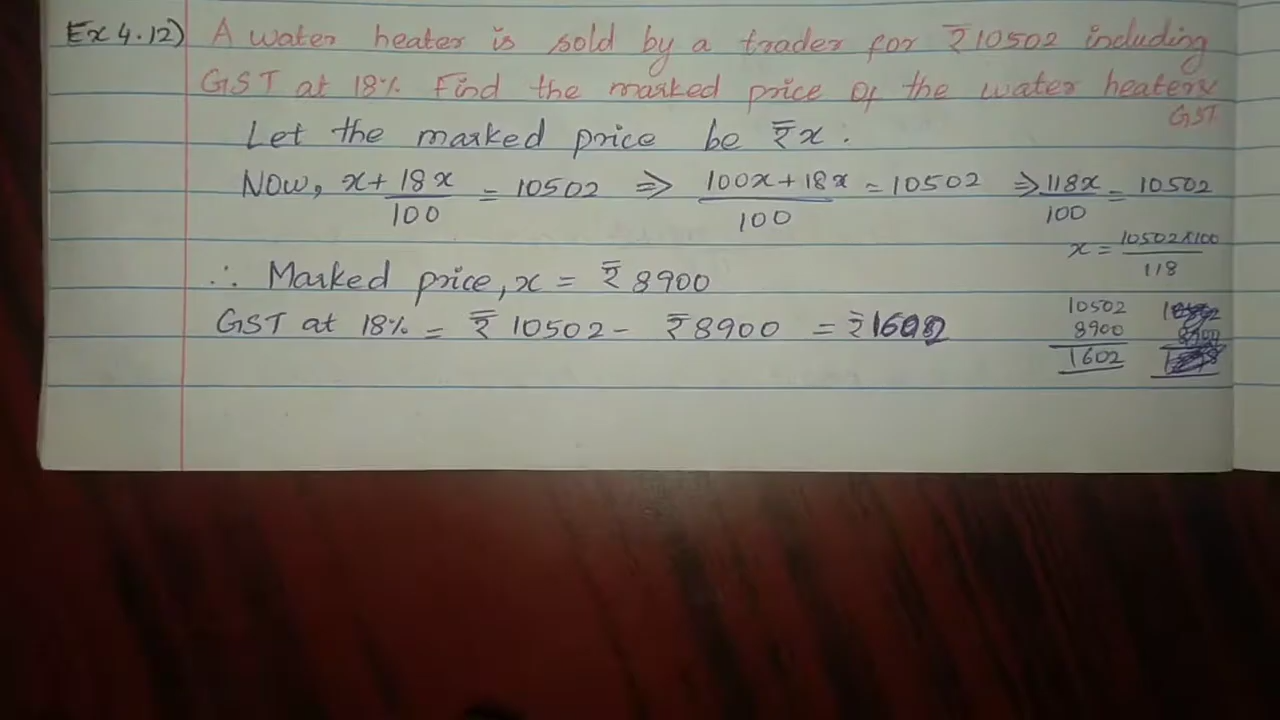 Ex 4.12) A water heater is sold by a trader for ₹10502 including
GST at 18% Find the marked price of the water heater &
GST
Let the marked price be ₹x.
Now, x + 18x/100 = 10502 ⇒ 100x + 18x/100 = 10502 ⇒ 118x/100 = 10502
x = 10502×100/118
∴ Marked price, x = ₹8900
GST at 18% = ₹10502 - ₹8900 = ₹1602
10502
8900
1602